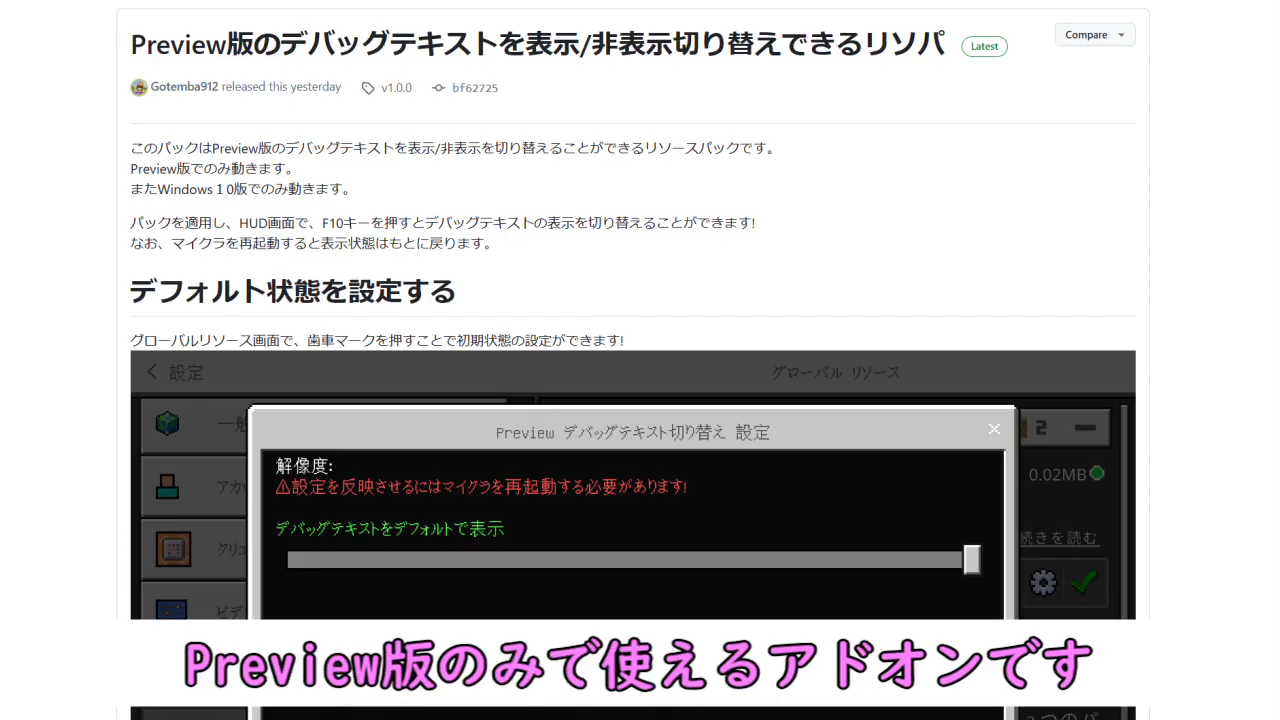 Preview版のデバッグテキストを表示/非表示切り替えできるリソパ Latest
Compare
Gotemba912 released this yesterday v1.0.0 bf62725
このパックはPreview版のデバッグテキストを表示/非表示を切り替えることができるリソースパックです。
Preview版でのみ動きます。
またWindows１0版でのみ動きます。
パックを適用し、HUD画面で、F10キーを押すとデバッグテキストの表示を切り替えることができます!
なお、マイクラを再起動すると表示状態はもとに戻ります。
デフォルト状態を設定する
グローバルリソース画面で、歯車マークを押すことで初期状態の設定ができます!
設定
グローバル リソース
一般
Preview デバッグテキスト切り替え 設定
2
解像度:
0.02MB
⚠設定を反映させるにはマイクラを再起動する必要があります!
アカ
デバッグテキストをデフォルトで表示
続きを読む
クリエ
ビデ
Preview版のみで使えるアドオンです